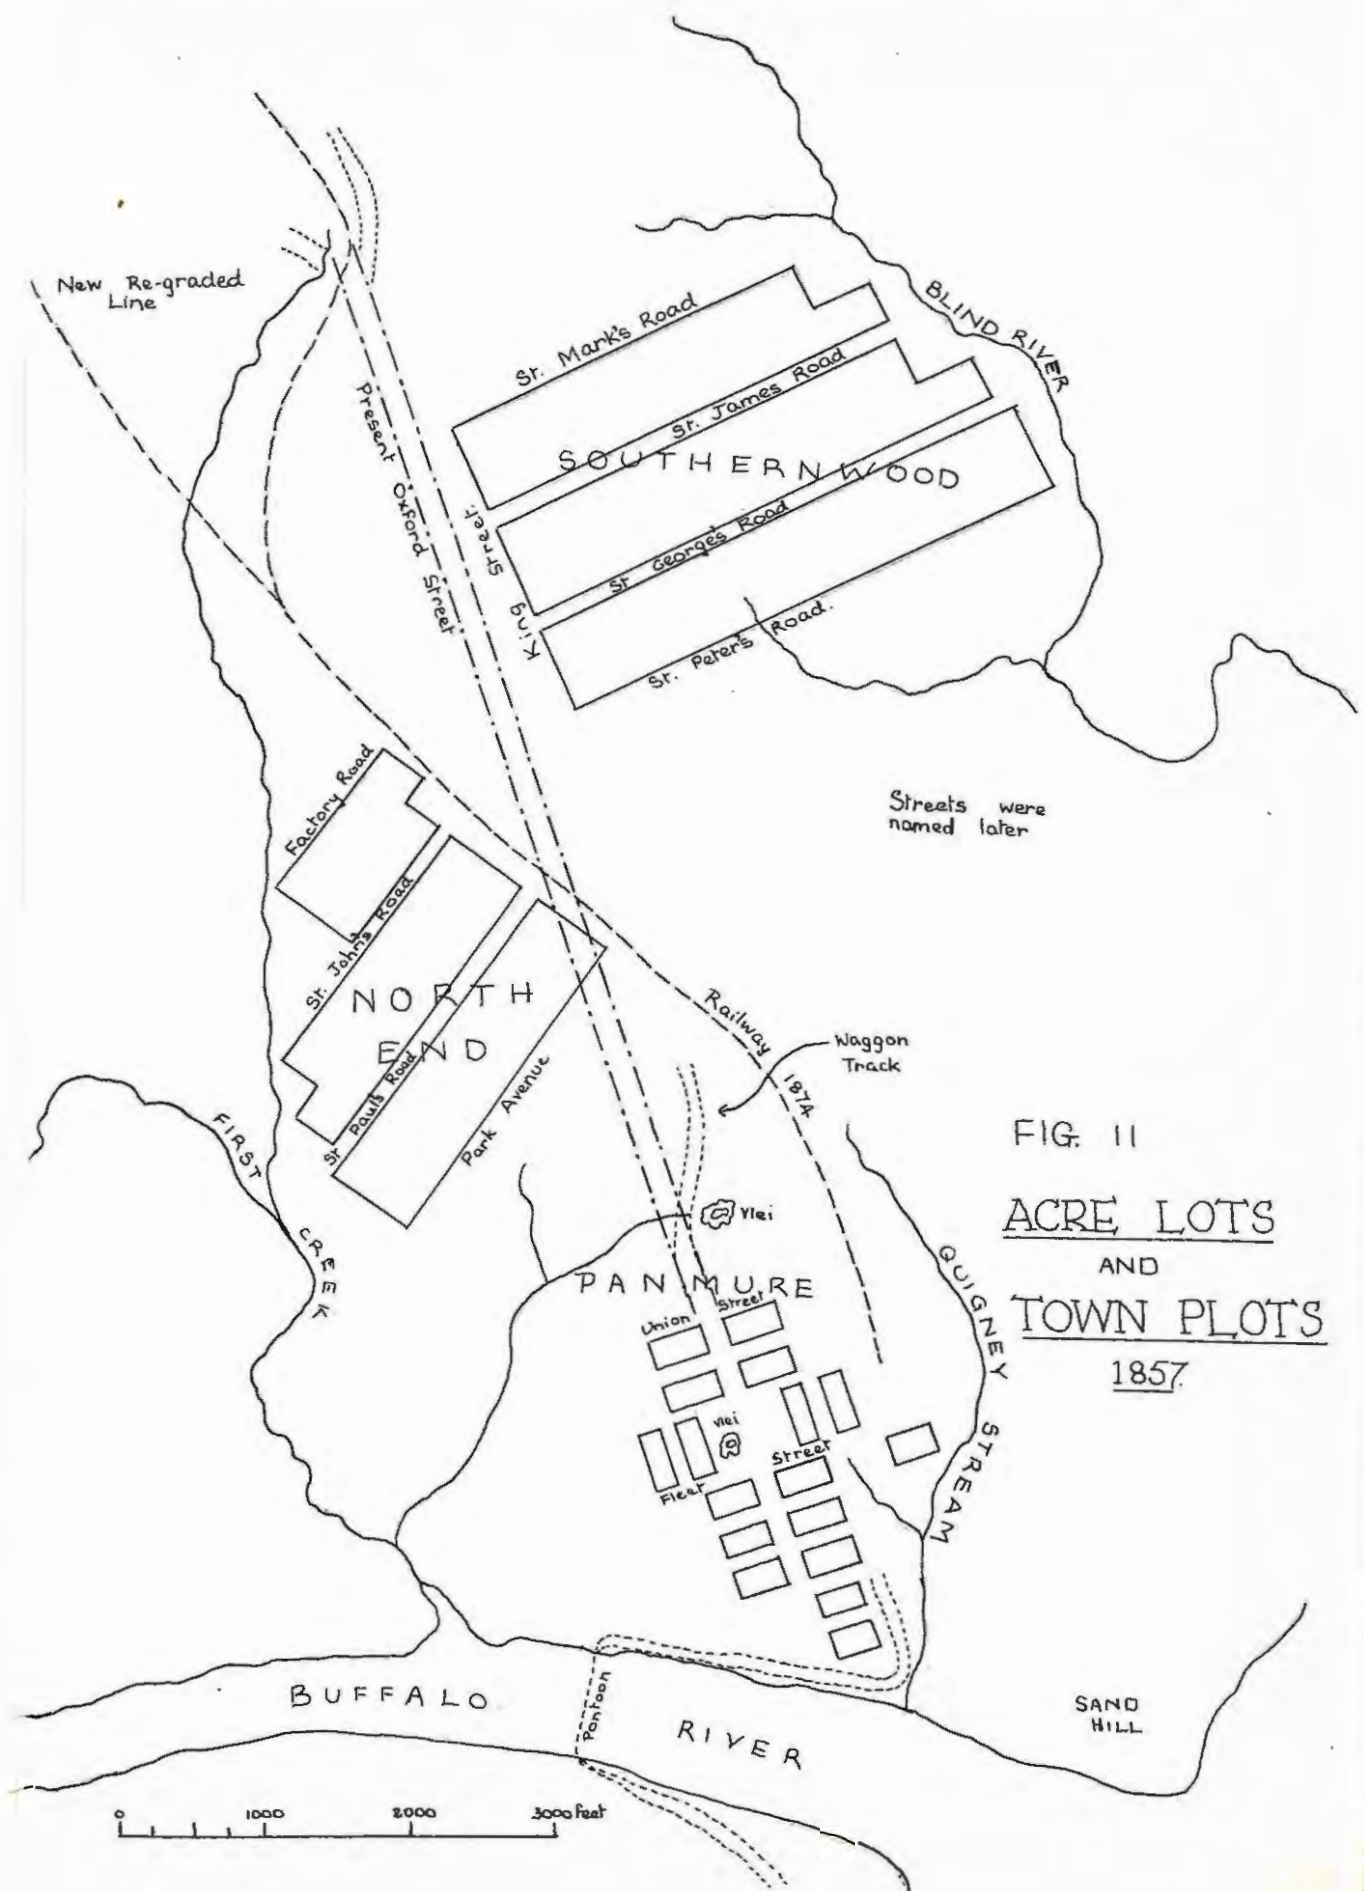 New Re-graded
Line
BLIND RIVER
St. Mark's Road
St. James Road
SOUTHERNWOOD
St George's Road
St. Peter's Road.
King Street.
Present Oxford Street
Streets were
named later
Factory Road
St. John's Road
NORTH
END
St Paul's Road
Park Avenue
Railway 1874
Waggon
Track
FIRST CREEK
Vlei
PANMURE
Union Street
Vlei
Fleet Street
QUIGNEY STREAM
FIG. 11
ACRE LOTS
AND
TOWN PLOTS
1857.
BUFFALO RIVER
Pontoon
SAND
HILL
0 1000 2000 3000 feet